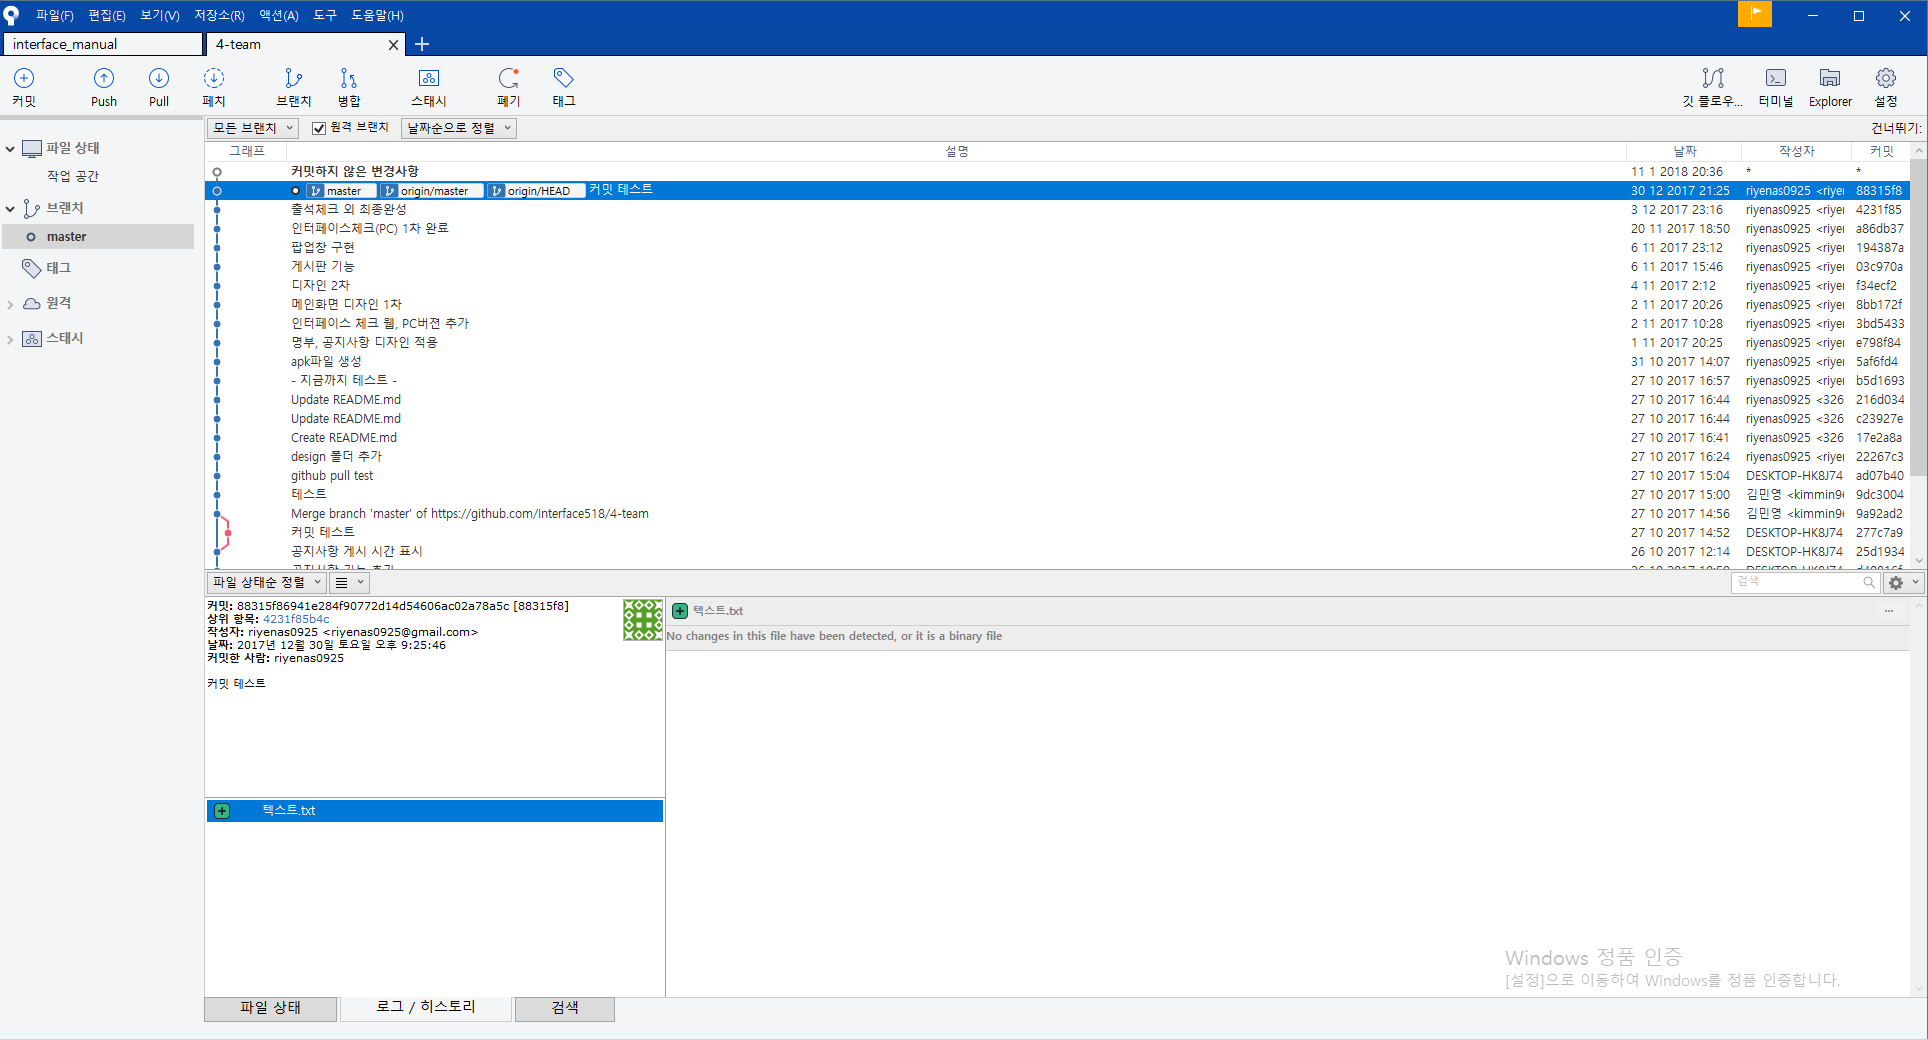 파일(F) 편집(E) 보기(V) 저장소(R) 액션(A) 도구 도움말(H)
interface_manual 4-team
커밋 Push Pull 페치 브랜치 병합 스태시 폐기 태그 깃 플로우... 터미널 Explorer 설정
모든 브랜치 원격 브랜치 날짜순으로 정렬 건너뛰기:
파일 상태
작업 공간
브랜치
master
태그
원격
스태시
그래프 설명 날짜 작성자 커밋
커밋하지 않은 변경사항 11 1 2018 20:36 * *
master origin/master origin/HEAD 커밋 테스트 30 12 2017 21:25 riyenas0925 <riyer 88315f8
출석체크 외 최종완성 3 12 2017 23:16 riyenas0925 <riyer 4231f85
인터페이스체크(PC) 1차 완료 20 11 2017 18:50 riyenas0925 <riyer a86db37
팝업창 구현 6 11 2017 23:12 riyenas0925 <riyer 194387a
게시판 기능 6 11 2017 15:46 riyenas0925 <riyer 03c970a
디자인 2차 4 11 2017 2:12 riyenas0925 <riyer f34ecf2
메인화면 디자인 1차 2 11 2017 20:26 riyenas0925 <riyer 8bb172f
인터페이스 체크 웹, PC버젼 추가 2 11 2017 10:28 riyenas0925 <riyer 3bd5433
명부, 공지사항 디자인 적용 1 11 2017 20:25 riyenas0925 <riyer e798f84
apk파일 생성 31 10 2017 14:07 riyenas0925 <riyer 5af6fd4
- 지금까지 테스트 - 27 10 2017 16:57 riyenas0925 <riyer b5d1693
Update README.md 27 10 2017 16:44 riyenas0925 <326 216d034
Update README.md 27 10 2017 16:44 riyenas0925 <326 c23927e
Create README.md 27 10 2017 16:41 riyenas0925 <326 17e2a8a
design 폴더 추가 27 10 2017 16:24 riyenas0925 <riyer 22267c3
github pull test 27 10 2017 15:04 DESKTOP-HK8J74 ad07b40
테스트 27 10 2017 15:00 김민영 <kimmin9 9dc3004
Merge branch 'master' of https://github.com/Interface518/4-team 27 10 2017 14:56 김민영 <kimmin9 9a92ad2
커밋 테스트 27 10 2017 14:52 DESKTOP-HK8J74 277c7a9
공지사항 게시 시간 표시 26 10 2017 12:14 DESKTOP-HK8J74 25d1934
파일 상태순 정렬 검색
커밋: 88315f86941e284f90772d14d54606ac02a78a5c [88315f8]
상위 항목: 4231f85b4c
작성자: riyenas0925 <riyenas0925@gmail.com>
날짜: 2017년 12월 30일 토요일 오후 9:25:46
커밋한 사람: riyenas0925
커밋 테스트
텍스트.txt
텍스트.txt ...
No changes in this file have been detected, or it is a binary file
Windows 정품 인증
[설정]으로 이동하여 Windows를 정품 인증합니다.
파일 상태 로그 / 히스토리 검색